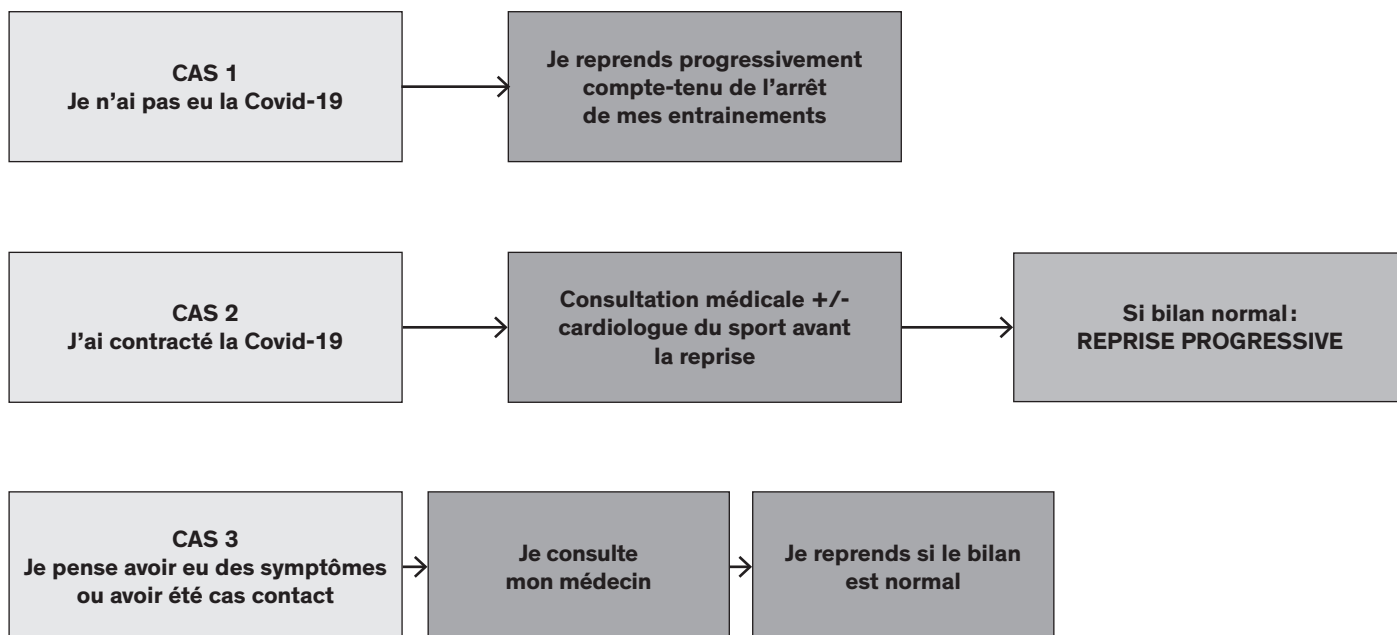 CAS 1
Je n'ai pas eu la Covid-19
Je reprends progressivement
compte-tenu de l'arrêt
de mes entrainements
CAS 2
J'ai contracté la Covid-19
Consultation médicale +/-
cardiologue du sport avant
la reprise
Si bilan normal:
REPRISE PROGRESSIVE
CAS 3
Je pense avoir eu des symptômes
ou avoir été cas contact
Je consulte
mon médecin
Je reprends si le bilan
est normal